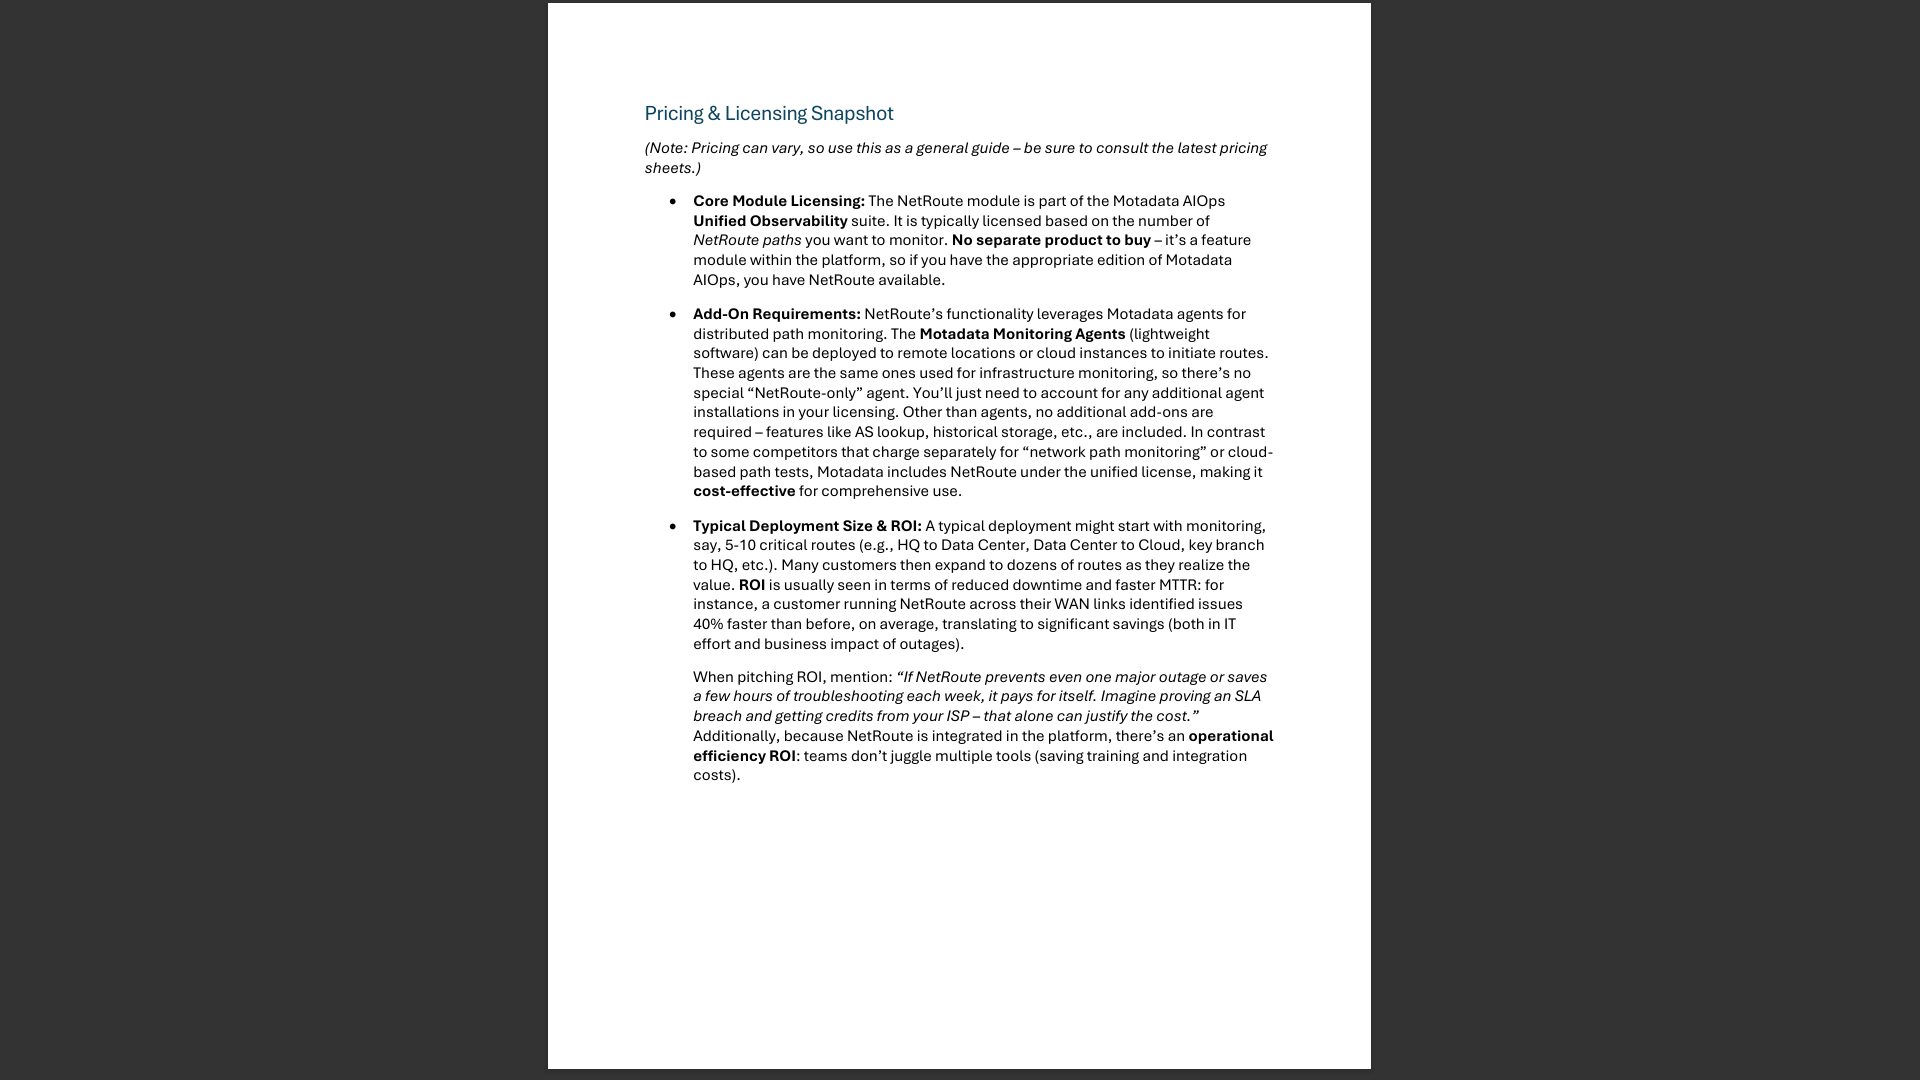 Pricing & Licensing Snapshot
(Note: Pricing can vary, so use this as a general guide – be sure to consult the latest pricing
sheets.)
• Core Module Licensing: The NetRoute module is part of the Motadata AIOps
Unified Observability suite. It is typically licensed based on the number of
NetRoute paths you want to monitor. No separate product to buy – it’s a feature
module within the platform, so if you have the appropriate edition of Motadata
AIOps, you have NetRoute available.
• Add-On Requirements: NetRoute’s functionality leverages Motadata agents for
distributed path monitoring. The Motadata Monitoring Agents (lightweight
software) can be deployed to remote locations or cloud instances to initiate routes.
These agents are the same ones used for infrastructure monitoring, so there’s no
special “NetRoute-only” agent. You’ll just need to account for any additional agent
installations in your licensing. Other than agents, no additional add-ons are
required – features like AS lookup, historical storage, etc., are included. In contrast
to some competitors that charge separately for “network path monitoring” or cloud-
based path tests, Motadata includes NetRoute under the unified license, making it
cost-effective for comprehensive use.
• Typical Deployment Size & ROI: A typical deployment might start with monitoring,
say, 5-10 critical routes (e.g., HQ to Data Center, Data Center to Cloud, key branch
to HQ, etc.). Many customers then expand to dozens of routes as they realize the
value. ROI is usually seen in terms of reduced downtime and faster MTTR: for
instance, a customer running NetRoute across their WAN links identified issues
40% faster than before, on average, translating to significant savings (both in IT
effort and business impact of outages).
When pitching ROI, mention: “If NetRoute prevents even one major outage or saves
a few hours of troubleshooting each week, it pays for itself. Imagine proving an SLA
breach and getting credits from your ISP – that alone can justify the cost.”
Additionally, because NetRoute is integrated in the platform, there’s an operational
efficiency ROI: teams don’t juggle multiple tools (saving training and integration
costs).